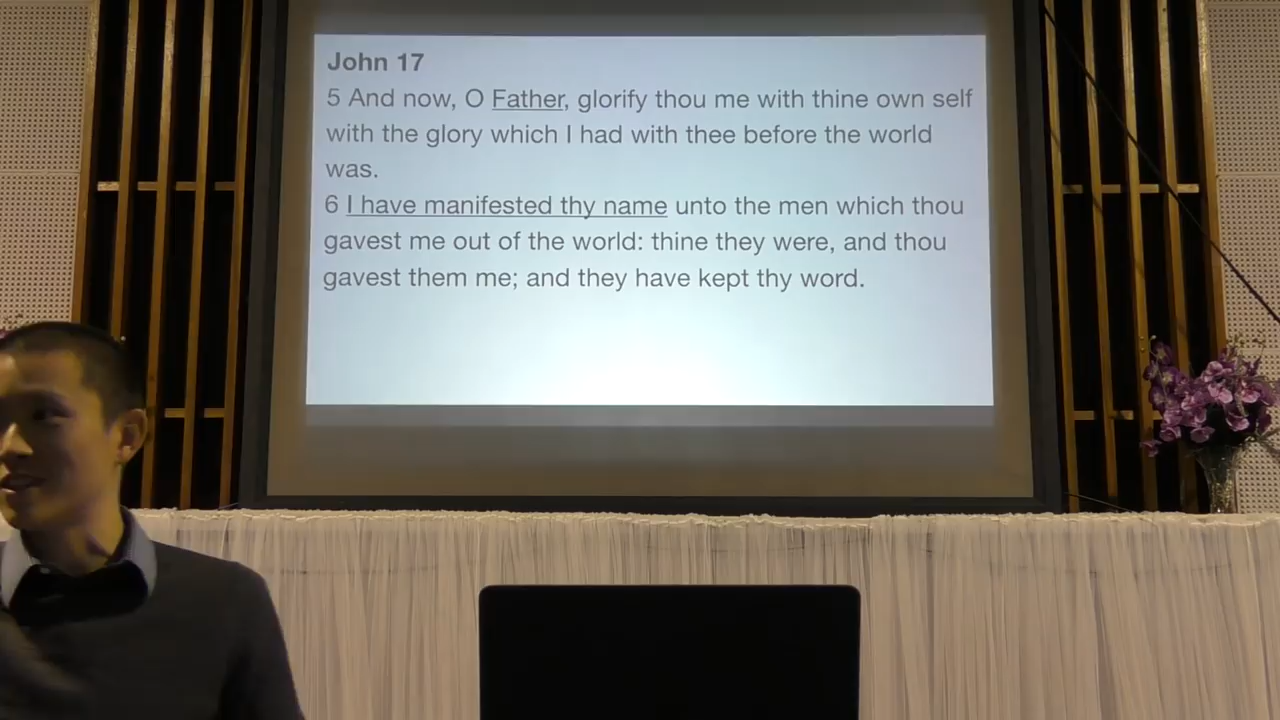 John 17
5 And now, O Father, glorify thou me with thine own self
with the glory which I had with thee before the world
was.
6 I have manifested thy name unto the men which thou
gavest me out of the world: thine they were, and thou
gavest them me; and they have kept thy word.